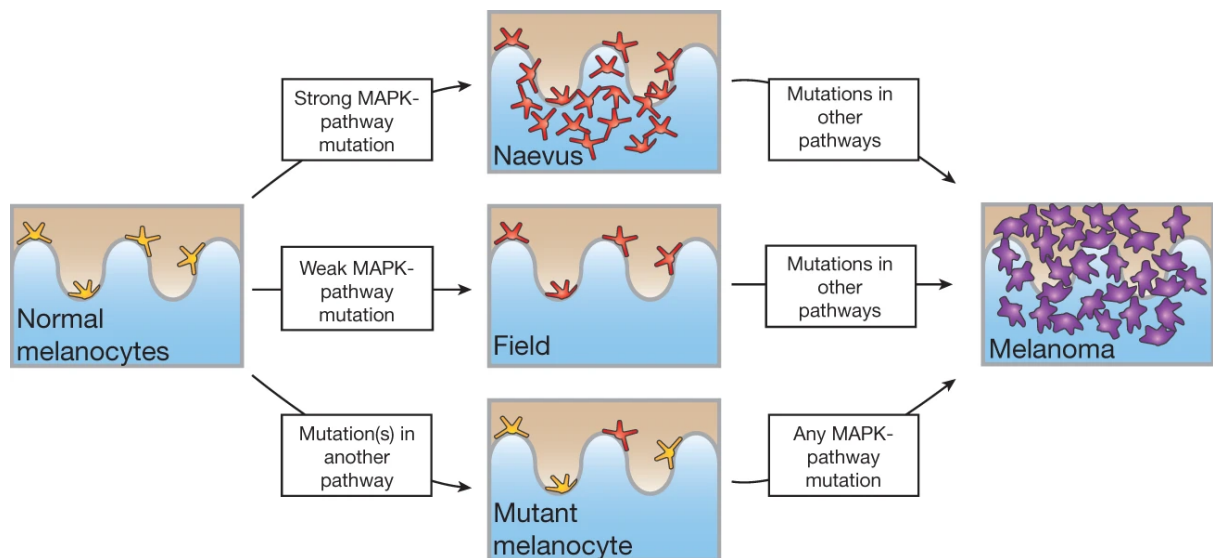 Strong MAPK-
pathway
mutation
Naevus
Mutations in
other
pathways
Normal
melanocytes
Weak MAPK-
pathway
mutation
Field
Mutations in
other
pathways
Melanoma
Mutation(s) in
another
pathway
Mutant
melanocyte
Any MAPK-
pathway
mutation